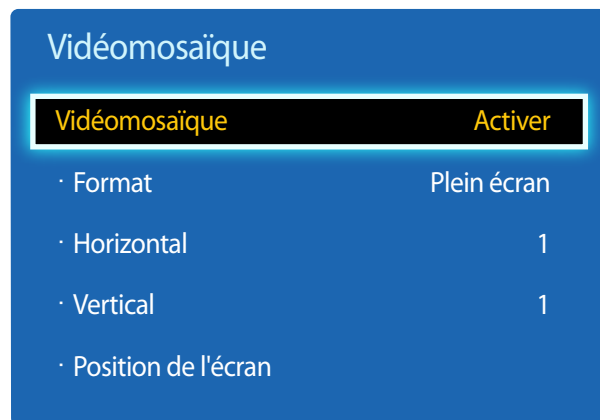 Vidéomosaïque
Vidéomosaïque Activer
· Format Plein écran
· Horizontal 1
· Vertical 1
· Position de l'écran